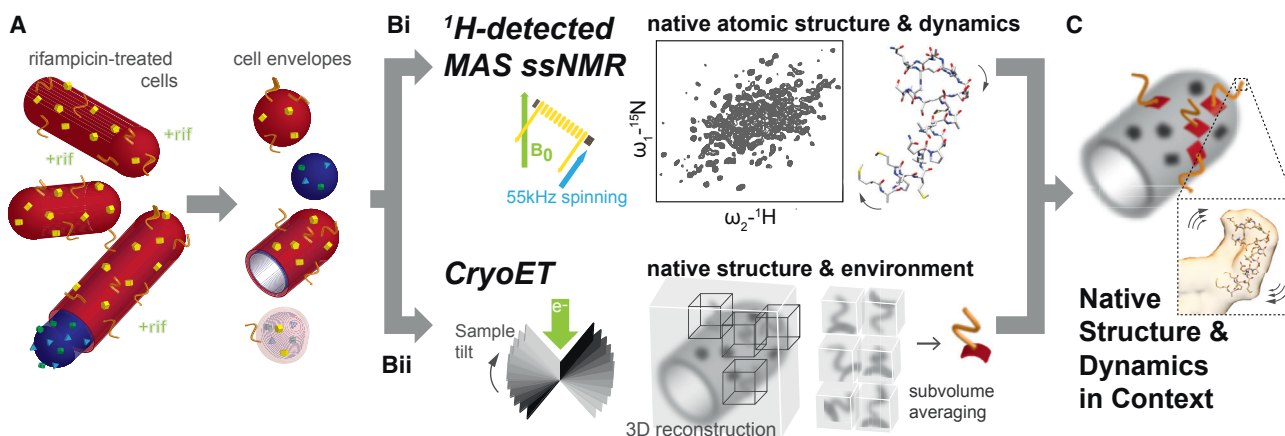 A
rifampicin-treated
cells
+rif
+rif
+rif
cell envelopes
Bi
¹H-detected
MAS ssNMR
B₀
55kHz spinning
native atomic structure & dynamics
ω₁-¹⁵N
ω₂-¹H
Bii
CryoET
Sample
tilt
e-
native structure & environment
3D reconstruction
subvolume
averaging
C
Native
Structure &
Dynamics
in Context